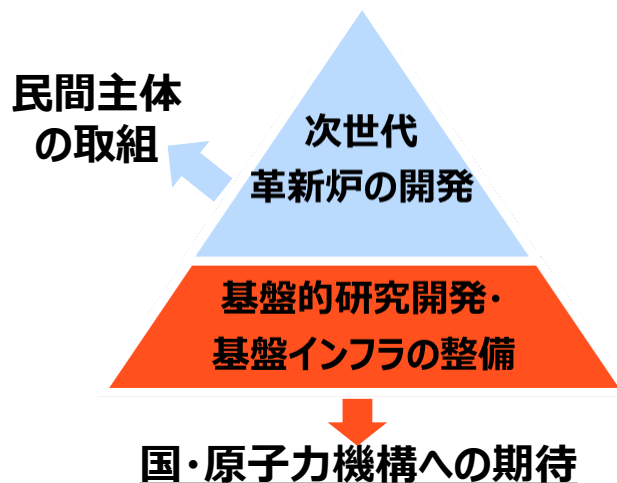 民間主体
の取組
次世代
革新炉の開発
基盤的研究開発・
基盤インフラの整備
国・原子力機構への期待